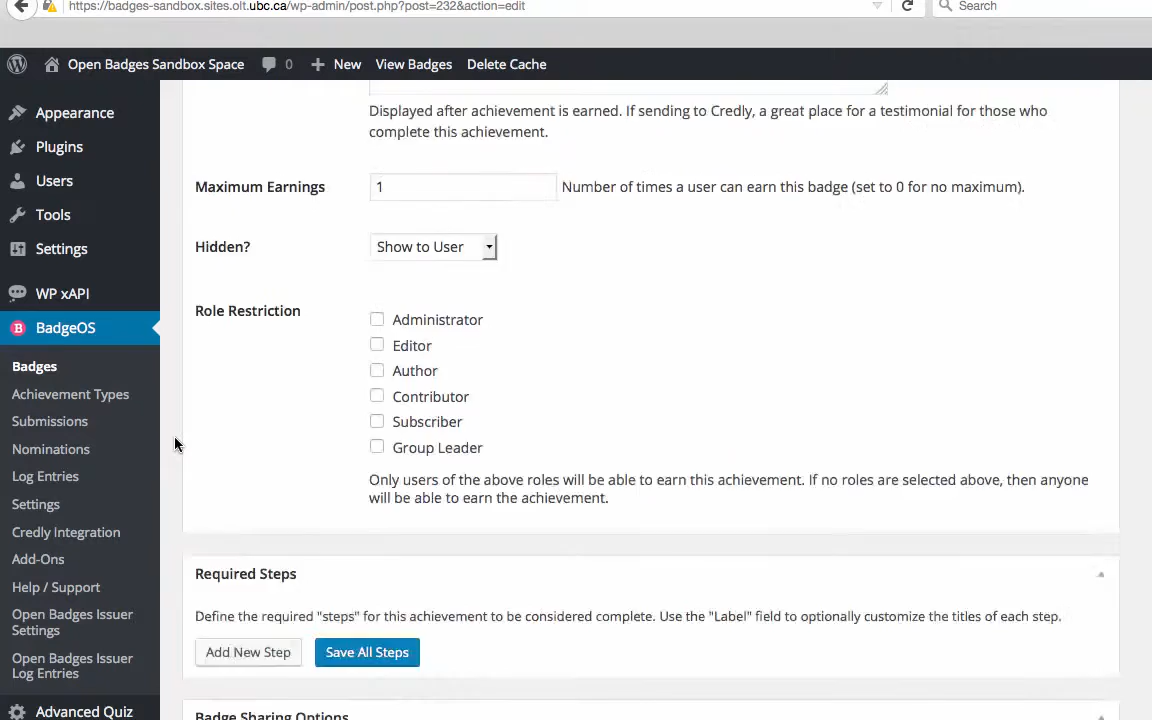 https://badges-sandbox.sites.olt.ubc.ca/wp-admin/post.php?post=232&action=edit
Search
Open Badges Sandbox Space
0
New
View Badges
Delete Cache
Appearance
Plugins
Users
Tools
Settings
WP xAPI
B
BadgeOS
Badges
Achievement Types
Submissions
Nominations
Log Entries
Settings
Credly Integration
Add-Ons
Help / Support
Open Badges Issuer
Settings
Open Badges Issuer
Log Entries
Advanced Quiz
Displayed after achievement is earned. If sending to Credly, a great place for a testimonial for those who
complete this achievement.
Maximum Earnings
1
Number of times a user can earn this badge (set to 0 for no maximum).
Hidden?
Show to User
Role Restriction
Administrator
Editor
Author
Contributor
Subscriber
Group Leader
Only users of the above roles will be able to earn this achievement. If no roles are selected above, then anyone
will be able to earn the achievement.
Required Steps
Define the required "steps" for this achievement to be considered complete. Use the "Label" field to optionally customize the titles of each step.
Add New Step
Save All Steps
Badge Sharing Options